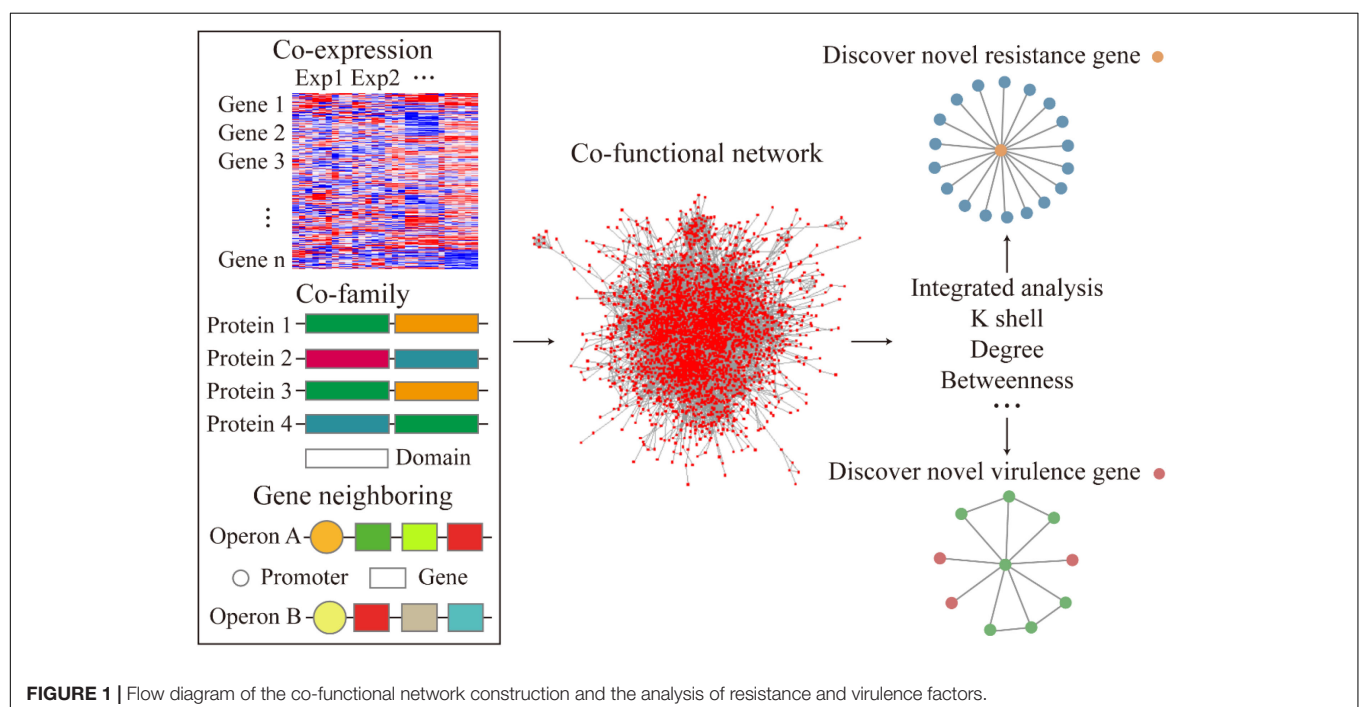 Co-expression
Exp1 Exp2 ···
Gene 1
Gene 2
Gene 3
⋮
Gene n
Co-family
Protein 1
Protein 2
Protein 3
Protein 4
Domain
Gene neighboring
Operon A
Promoter Gene
Operon B
Co-functional network
Discover novel resistance gene
Integrated analysis
K shell
Degree
Betweenness
···
Discover novel virulence gene
FIGURE 1 | Flow diagram of the co-functional network construction and the analysis of resistance and virulence factors.